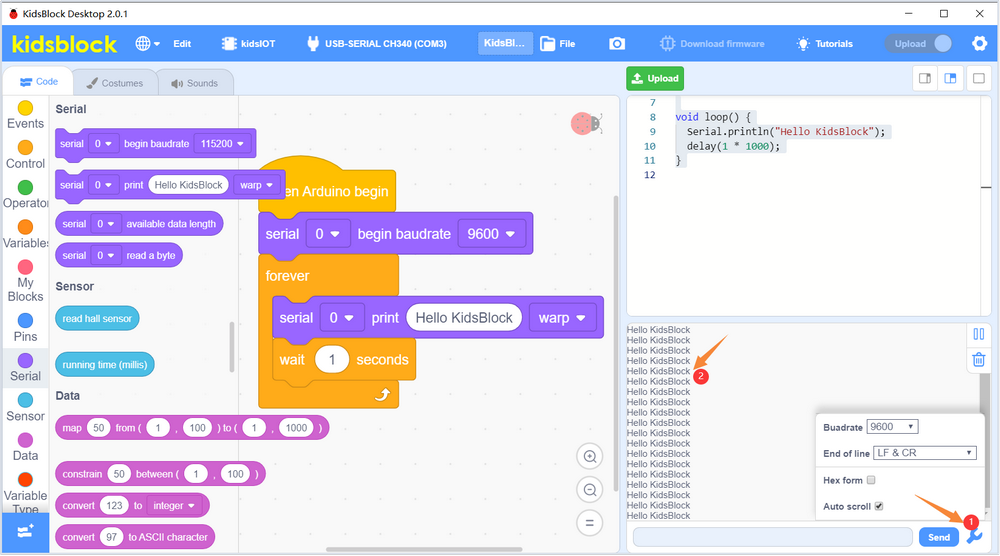 KidsBlock Desktop 2.0.1
kidsblock
Edit
kidsIOT
USB-SERIAL CH340 (COM3)
KidsBl...
File
Download firmware
Tutorials
Upload
Code
Costumes
Sounds
Upload
Events
Control
Operator
Variables
My
Blocks
Pins
Serial
Sensor
Data
Variable
Type
Serial
serial 0 begin baudrate 115200
serial 0 print Hello KidsBlock warp
serial 0 available data length
serial 0 read a byte
Sensor
read hall sensor
running time (millis)
Data
map 50 from ( 1 , 100 ) to ( 1 , 1000 )
constrain 50 between ( 1 , 100 )
convert 123 to integer
convert 97 to ASCII character
en Arduino begin
serial 0 begin baudrate 9600
forever
serial 0 print Hello KidsBlock warp
wait 1 seconds
7
8 void loop() {
9 Serial.println("Hello KidsBlock");
10 delay(1 * 1000);
11 }
12
Hello KidsBlock
Hello KidsBlock
Hello KidsBlock
Hello KidsBlock
Hello KidsBlock
2
Hello KidsBlock
Hello KidsBlock
Hello KidsBlock
Hello KidsBlock
Hello KidsBlock
Hello KidsBlock
Hello KidsBlock
Hello KidsBlock
Hello KidsBlock
Hello KidsBlock
Hello KidsBlock
Hello KidsBlock
Hello KidsBlock
Hello KidsBlock
Buadrate 9600
End of line LF & CR
Hex form
Auto scroll
1
Send